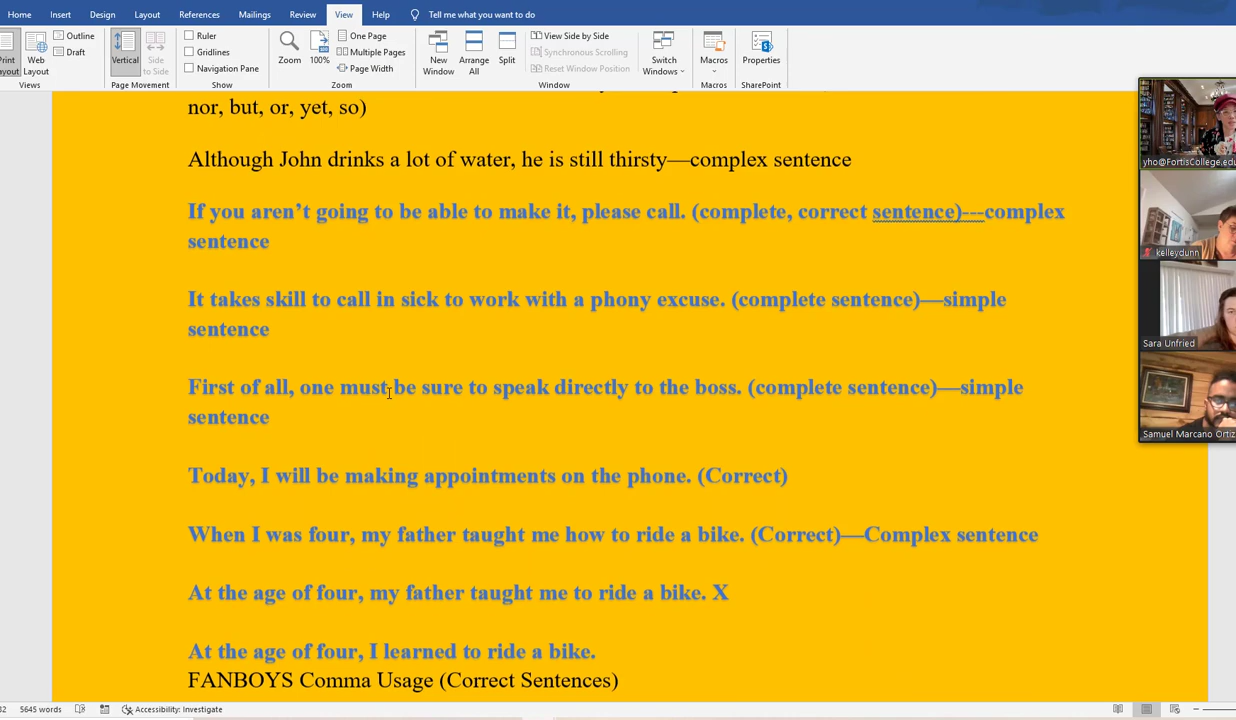 Home Insert Design Layout References Mailings Review View Help Tell me what you want to do
Print Layout
Web Layout
Outline
Draft
Views
Vertical
Side to Side
Page Movement
Ruler
Gridlines
Navigation Pane
Show
Zoom
100%
One Page
Multiple Pages
Page Width
Zoom
New Window
Arrange All
Split
View Side by Side
Synchronous Scrolling
Reset Window Position
Window
Switch Windows
Macros
Macros
Properties
SharePoint
nor, but, or, yet, so)
Although John drinks a lot of water, he is still thirsty—complex sentence
If you aren’t going to be able to make it, please call. (complete, correct sentence)---complex
sentence
It takes skill to call in sick to work with a phony excuse. (complete sentence)—simple
sentence
First of all, one must be sure to speak directly to the boss. (complete sentence)—simple
sentence
Today, I will be making appointments on the phone. (Correct)
When I was four, my father taught me how to ride a bike. (Correct)—Complex sentence
At the age of four, my father taught me to ride a bike. X
At the age of four, I learned to ride a bike.
FANBOYS Comma Usage (Correct Sentences)
yho@FortisCollege.edu
kelleydunn
Sara Unfried
Samuel Marcano Ortiz
32 5645 words Accessibility: Investigate